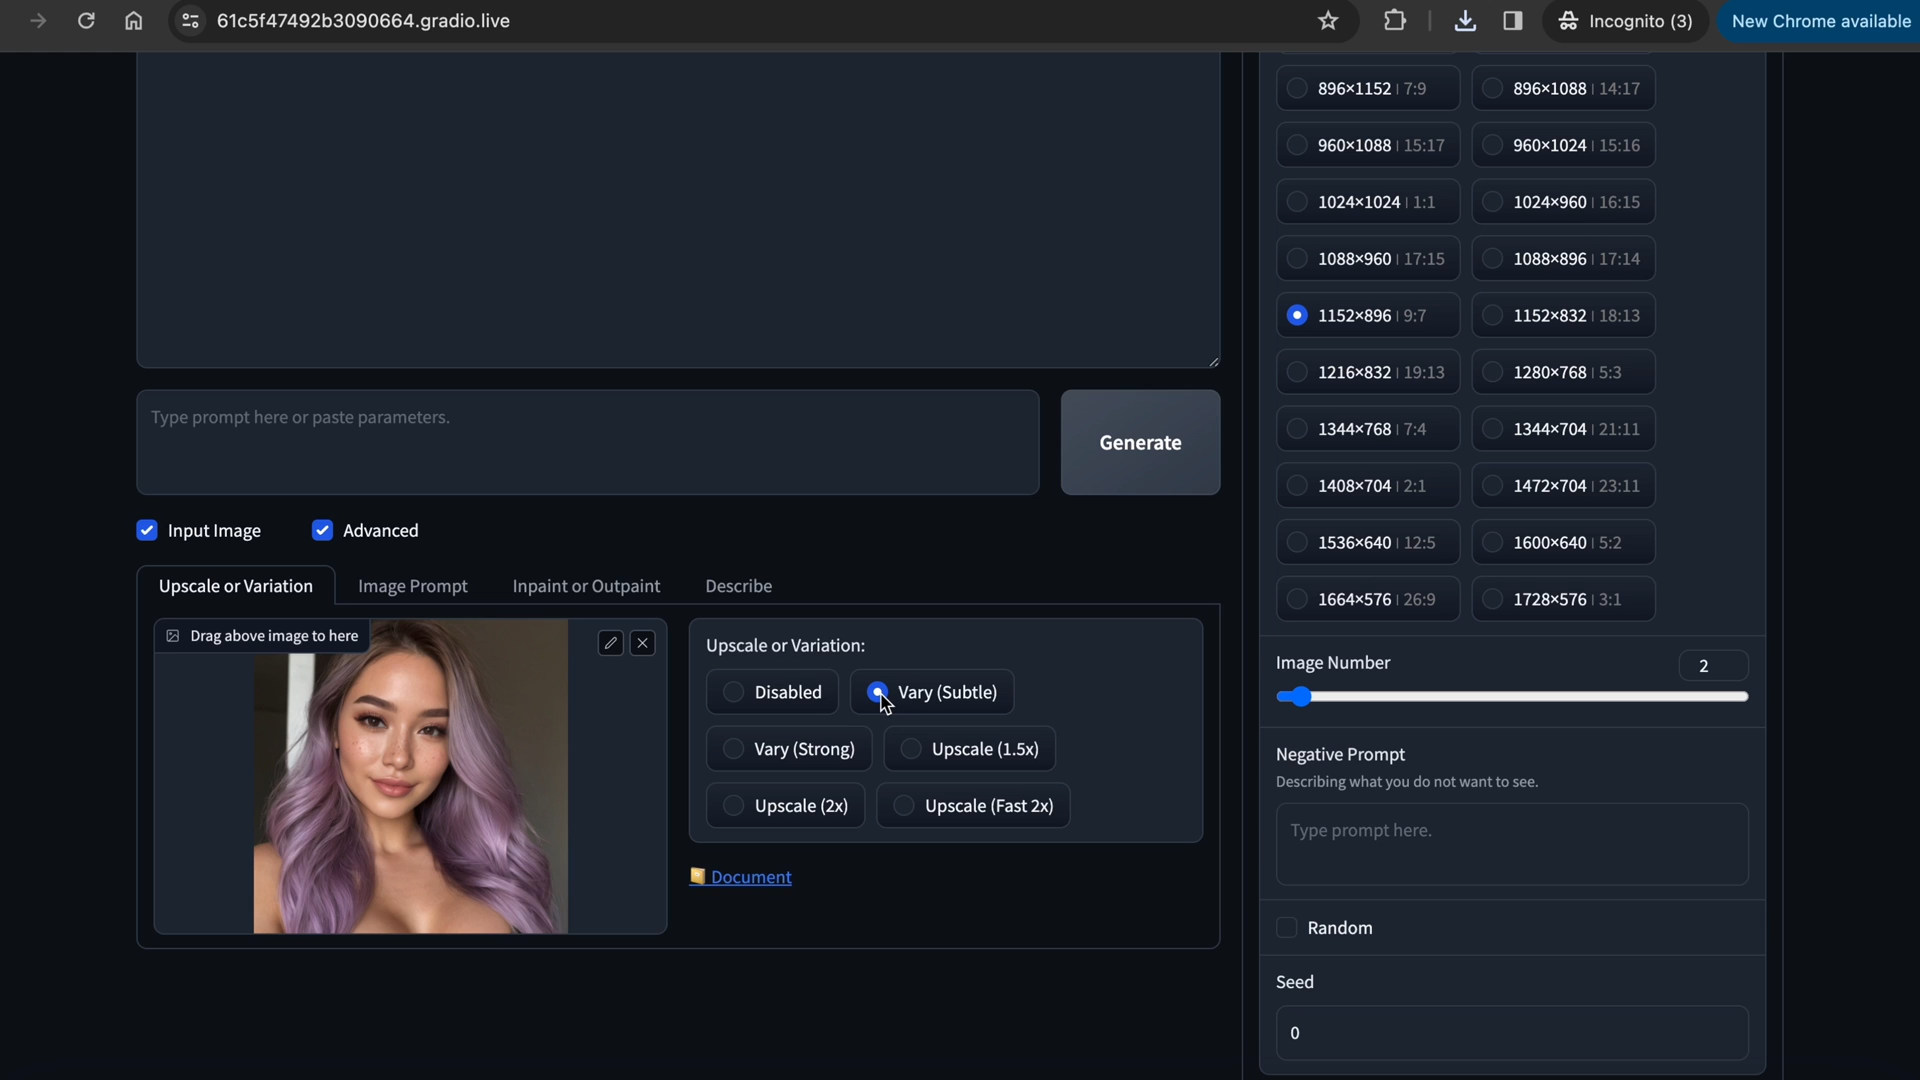 61c5f47492b3090664.gradio.live
Incognito (3)
New Chrome available
896×1152 | 7:9
896×1088 | 14:17
960×1088 | 15:17
960×1024 | 15:16
1024×1024 | 1:1
1024×960 | 16:15
1088×960 | 17:15
1088×896 | 17:14
1152×896 | 9:7
1152×832 | 18:13
1216×832 | 19:13
1280×768 | 5:3
1344×768 | 7:4
1344×704 | 21:11
1408×704 | 2:1
1472×704 | 23:11
1536×640 | 12:5
1600×640 | 5:2
1664×576 | 26:9
1728×576 | 3:1
Type prompt here or paste parameters.
Generate
Input Image
Advanced
Upscale or Variation
Image Prompt
Inpaint or Outpaint
Describe
Drag above image to here
Upscale or Variation:
Disabled
Vary (Subtle)
Vary (Strong)
Upscale (1.5x)
Upscale (2x)
Upscale (Fast 2x)
Document
Image Number
2
Negative Prompt
Describing what you do not want to see.
Type prompt here.
Random
Seed
0